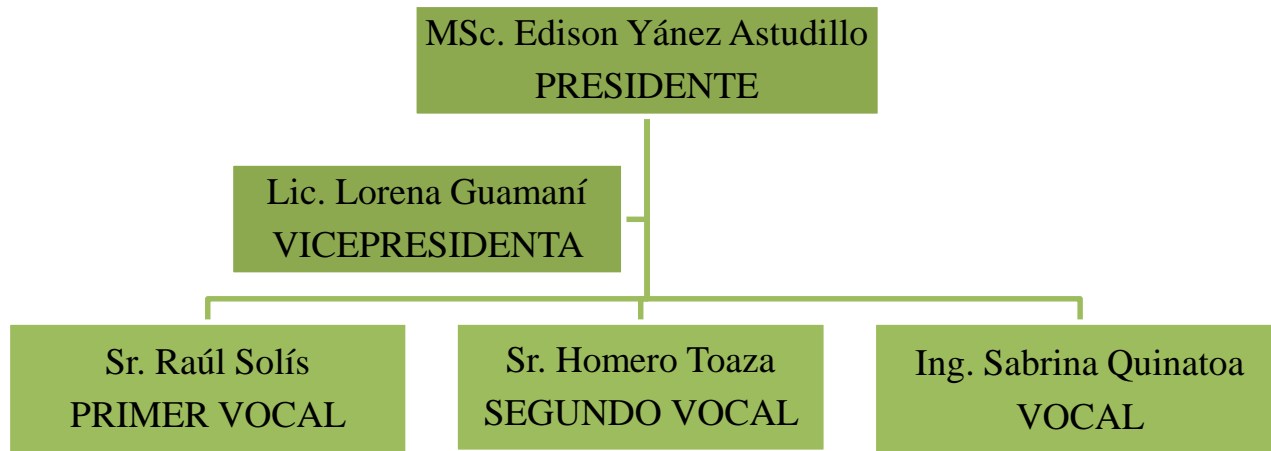 MSc. Edison Yánez Astudillo
PRESIDENTE
Lic. Lorena Guamaní
VICEPRESIDENTA
Sr. Raúl Solís
PRIMER VOCAL
Sr. Homero Toaza
SEGUNDO VOCAL
Ing. Sabrina Quinatoa
VOCAL